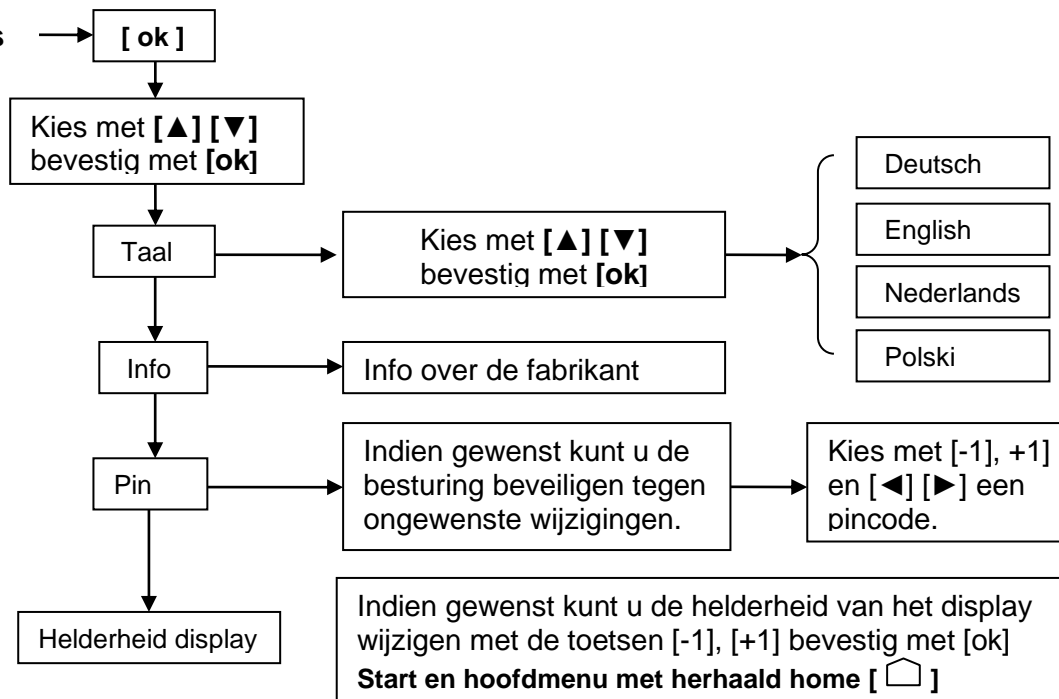 s
[ ok ]
Kies met [▲] [▼]
bevestig met [ok]
Taal
Kies met [▲] [▼]
bevestig met [ok]
Deutsch
English
Nederlands
Polski
Info
Info over de fabrikant
Pin
Indien gewenst kunt u de
besturing beveiligen tegen
ongewenste wijzigingen.
Kies met [-1], +1]
en [◄] [►] een
pincode.
Helderheid display
Indien gewenst kunt u de helderheid van het display
wijzigen met de toetsen [-1], [+1] bevestig met [ok]
Start en hoofdmenu met herhaald home [ ]